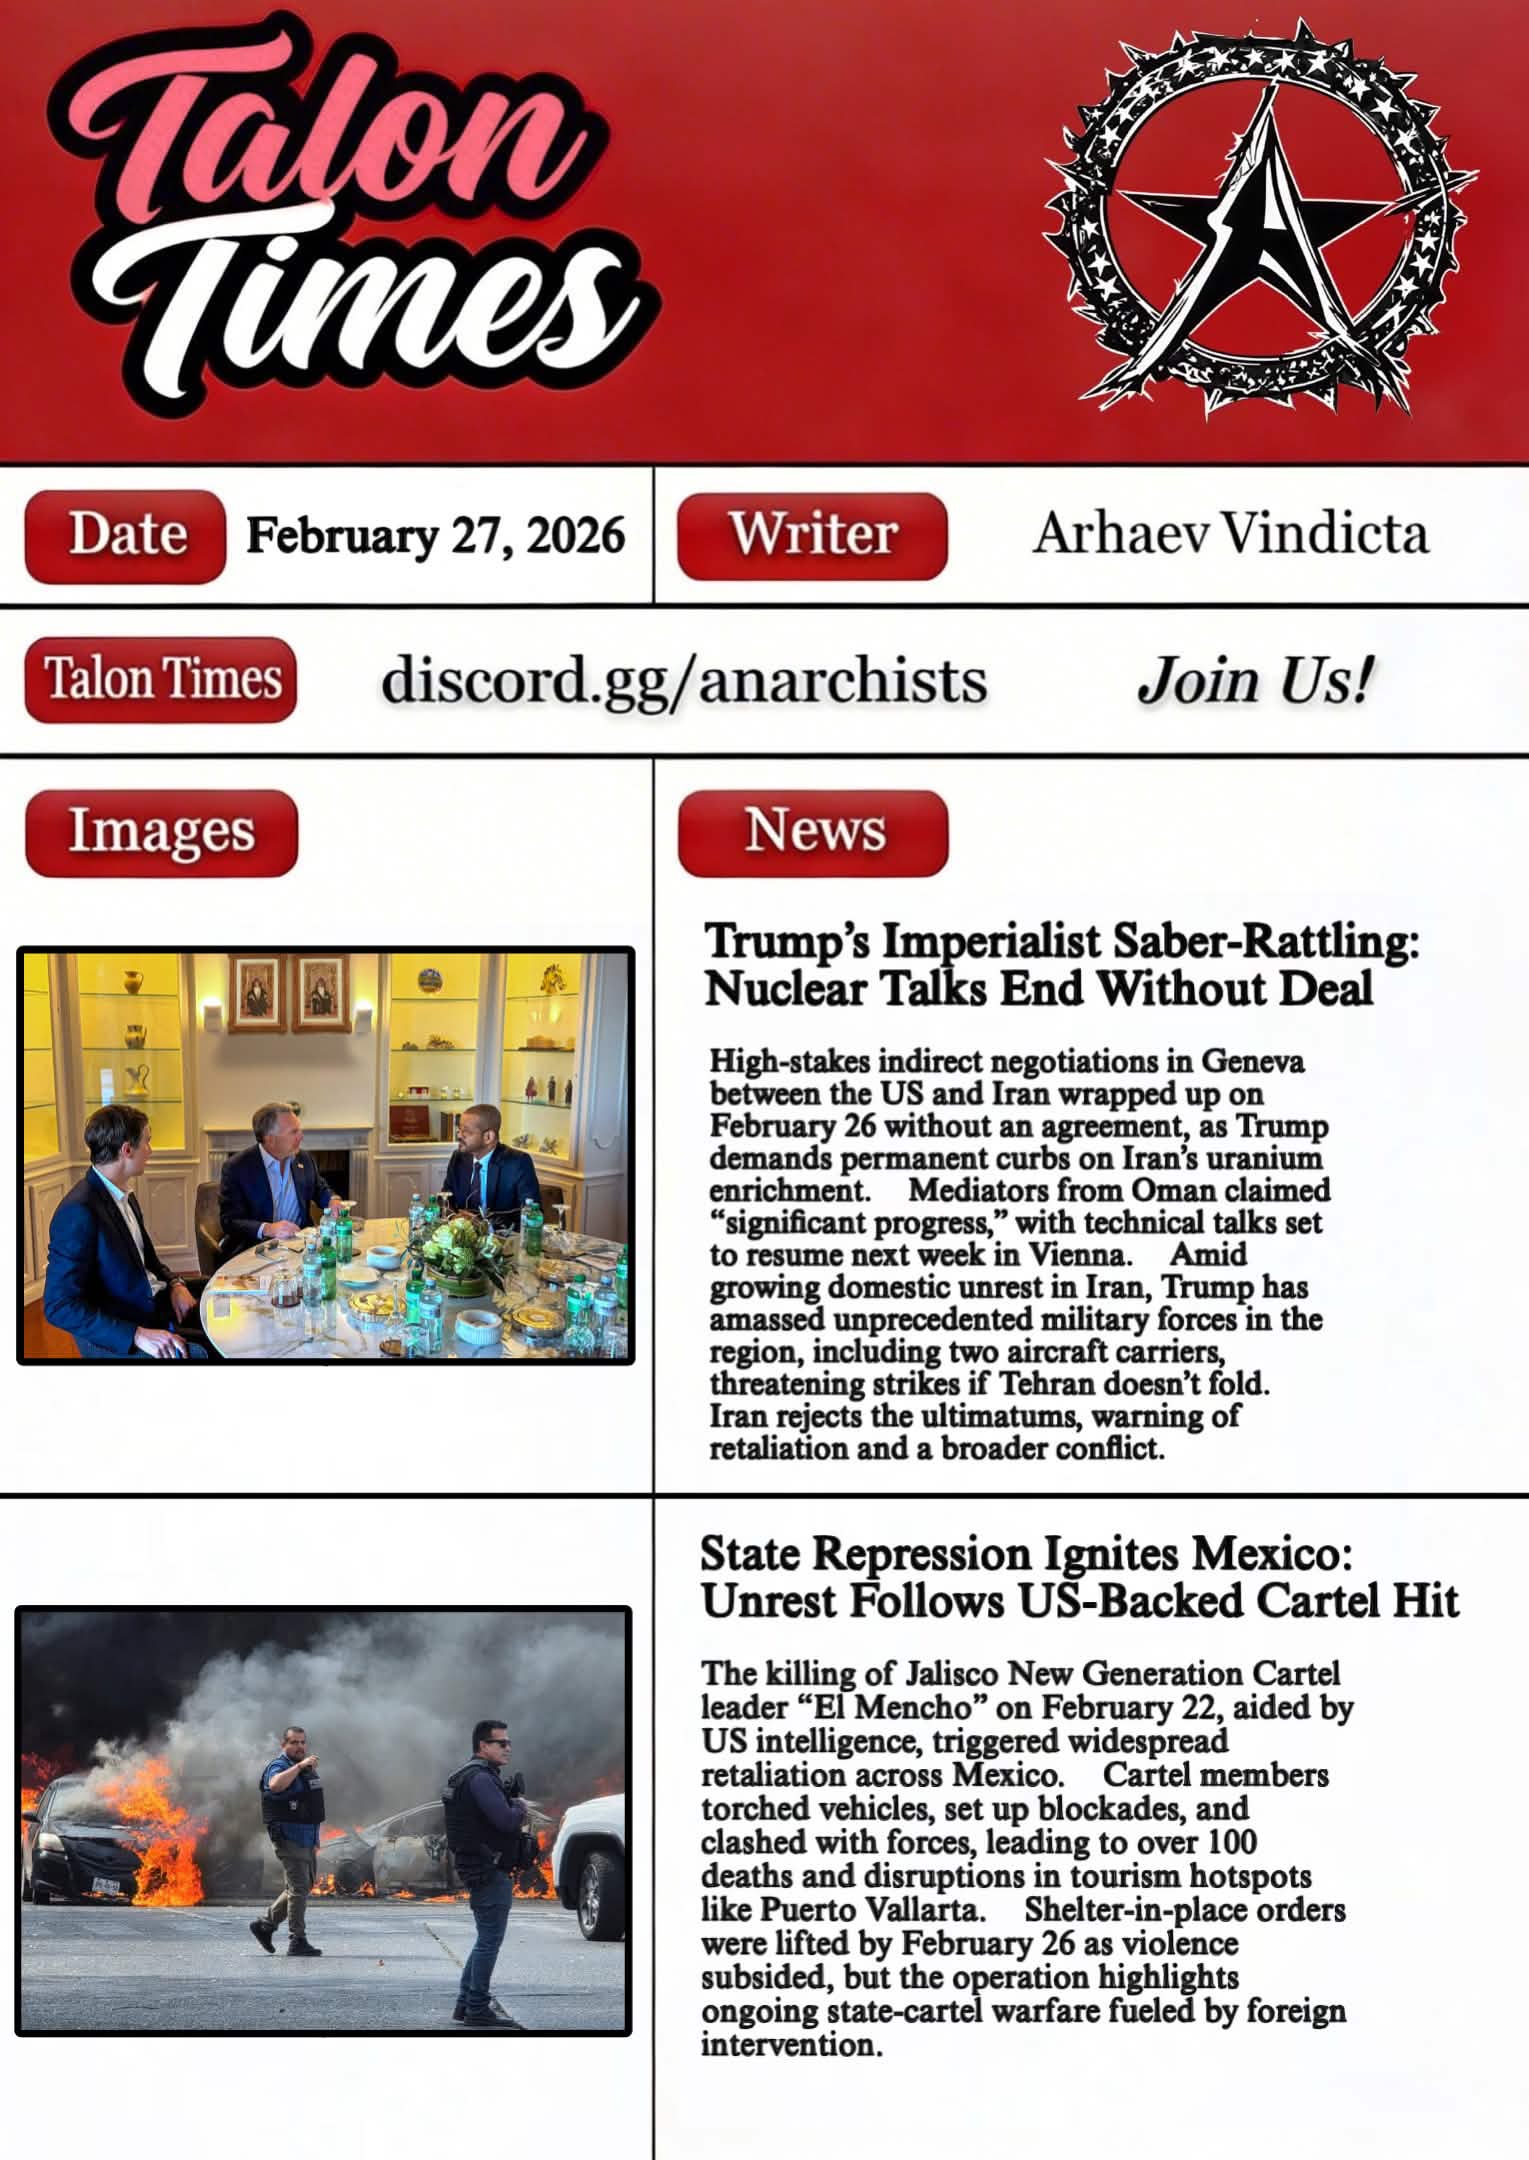 Talon
Times
Date
February 27, 2026
Writer
Arhaev Vindicta
Talon Times
discord.gg/anarchists
Join Us!
Images
News
Trump’s Imperialist Saber-Rattling:
Nuclear Talks End Without Deal
High-stakes indirect negotiations in Geneva
between the US and Iran wrapped up on
February 26 without an agreement, as Trump
demands permanent curbs on Iran’s uranium
enrichment. Mediators from Oman claimed
“significant progress,” with technical talks set
to resume next week in Vienna. Amid
growing domestic unrest in Iran, Trump has
amassed unprecedented military forces in the
region, including two aircraft carriers,
threatening strikes if Tehran doesn’t fold.
Iran rejects the ultimatums, warning of
retaliation and a broader conflict.
State Repression Ignites Mexico:
Unrest Follows US-Backed Cartel Hit
The killing of Jalisco New Generation Cartel
leader “El Mencho” on February 22, aided by
US intelligence, triggered widespread
retaliation across Mexico. Cartel members
torched vehicles, set up blockades, and
clashed with forces, leading to over 100
deaths and disruptions in tourism hotspots
like Puerto Vallarta. Shelter-in-place orders
were lifted by February 26 as violence
subsided, but the operation highlights
ongoing state-cartel warfare fueled by foreign
intervention.